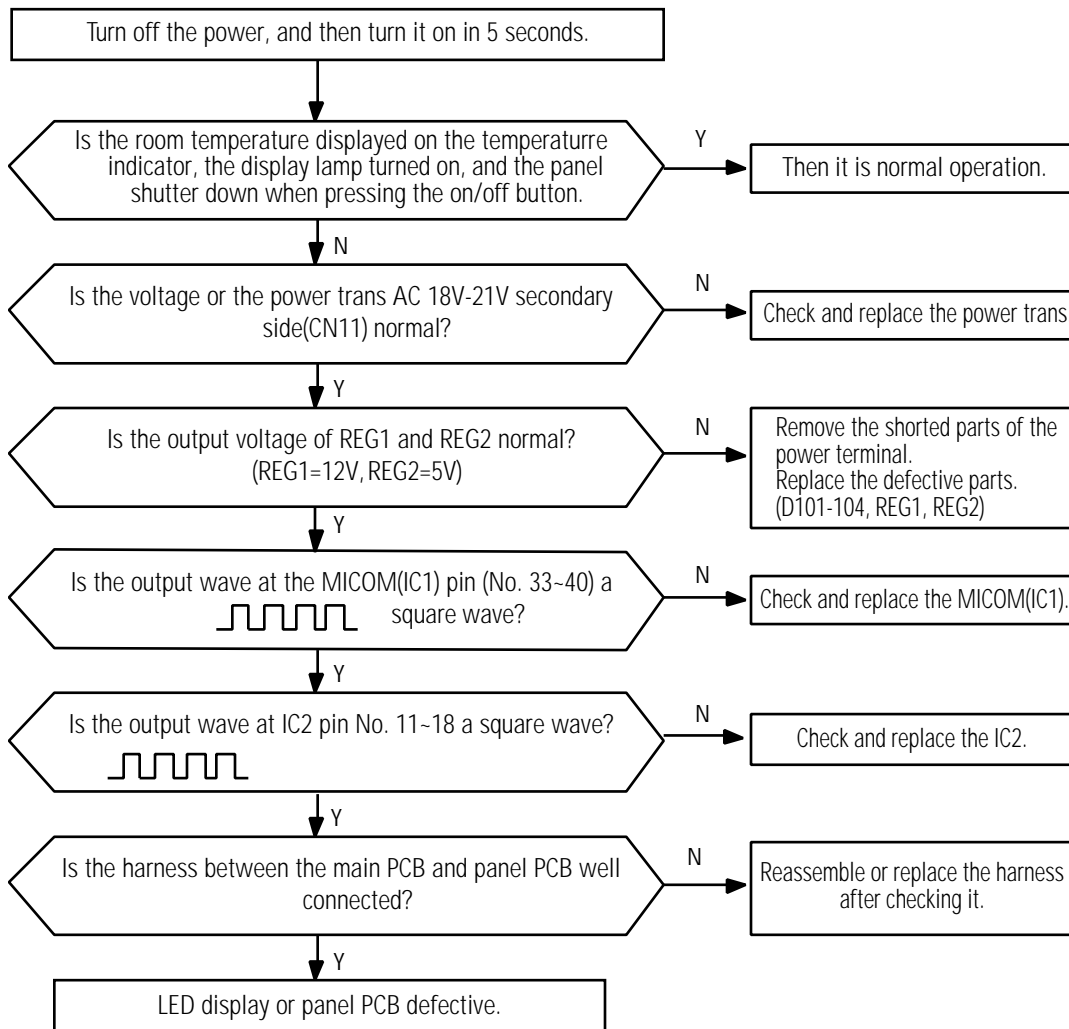 Turn off the power, and then turn it on in 5 seconds.
Is the room temperature displayed on the temperaturre
indicator, the display lamp turned on, and the panel
shutter down when pressing the on/off button.
Y
Then it is normal operation.
N
Is the voltage or the power trans AC 18V-21V secondary
side(CN11) normal?
N
Check and replace the power trans
Y
Is the output voltage of REG1 and REG2 normal?
(REG1=12V, REG2=5V)
N
Remove the shorted parts of the
power terminal.
Replace the defective parts.
(D101-104, REG1, REG2)
Y
Is the output wave at the MICOM(IC1) pin (No. 33~40) a
square wave?
N
Check and replace the MICOM(IC1).
Y
Is the output wave at IC2 pin No. 11~18 a square wave?
N
Check and replace the IC2.
Y
Is the harness between the main PCB and panel PCB well
connected?
N
Reassemble or replace the harness
after checking it.
Y
LED display or panel PCB defective.